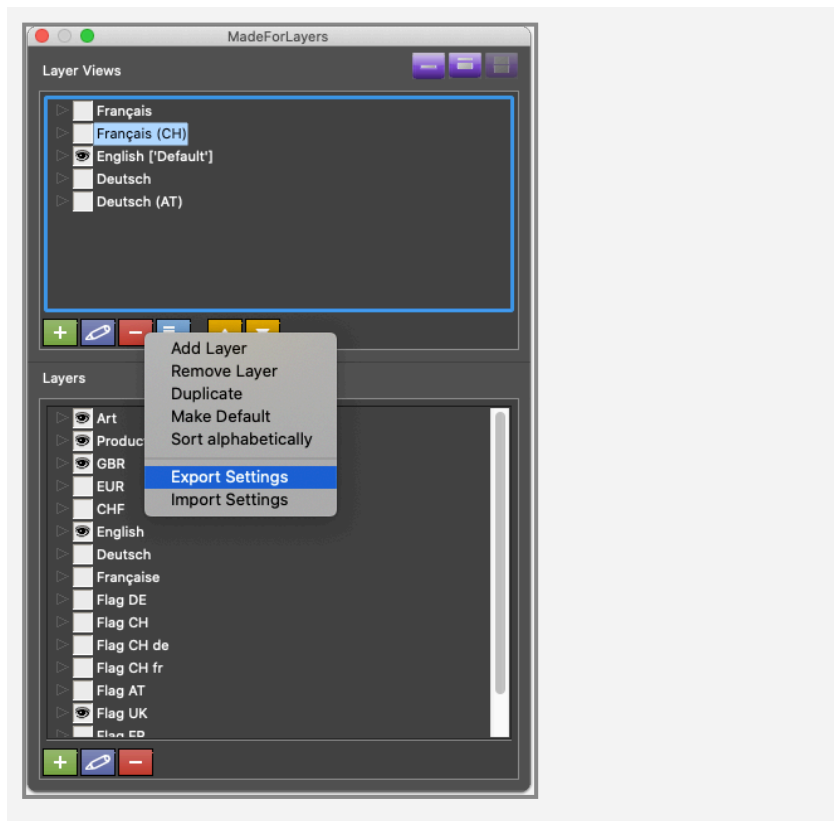 MadeForLayers
Layer Views
Français
Français (CH)
English ['Default']
Deutsch
Deutsch (AT)
Add Layer
Remove Layer
Duplicate
Make Default
Sort alphabetically
Export Settings
Import Settings
Layers
Art
Produc
GBR
EUR
CHF
English
Deutsch
Française
Flag DE
Flag CH
Flag CH de
Flag CH fr
Flag AT
Flag UK